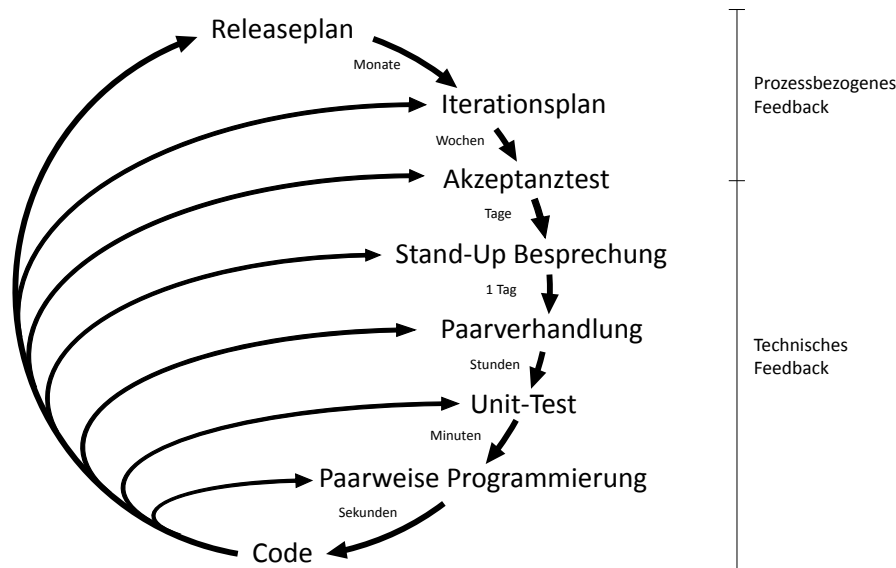 Releaseplan
Monate
Iterationsplan
Wochen
Akzeptanztest
Tage
Stand-Up Besprechung
1 Tag
Paarverhandlung
Stunden
Unit-Test
Minuten
Paarweise Programmierung
Sekunden
Code
Prozessbezogenes
Feedback
Technisches
Feedback